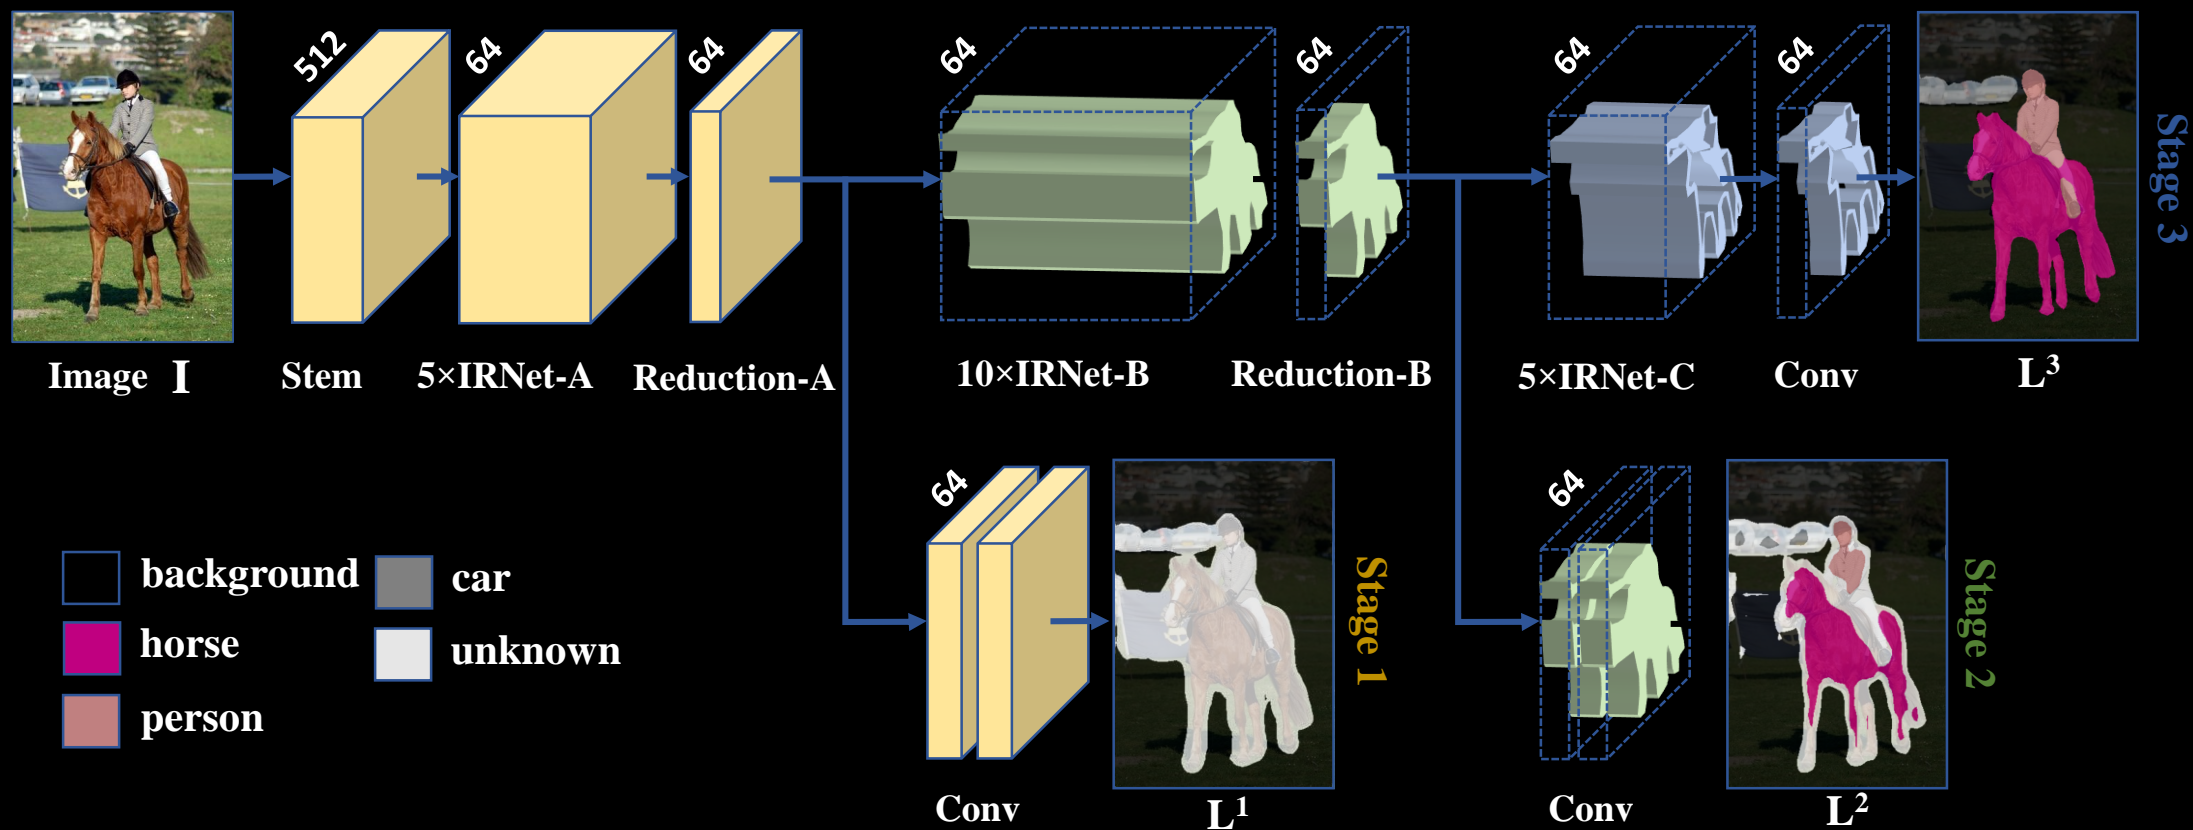 512
64
64
64
64
64
64
Stage 3
Image I
Stem
5×IRNet-A
Reduction-A
10×IRNet-B
Reduction-B
5×IRNet-C
Conv
L³
64
64
Stage 1
Stage 2
background
car
horse
unknown
person
Conv
L¹
Conv
L²